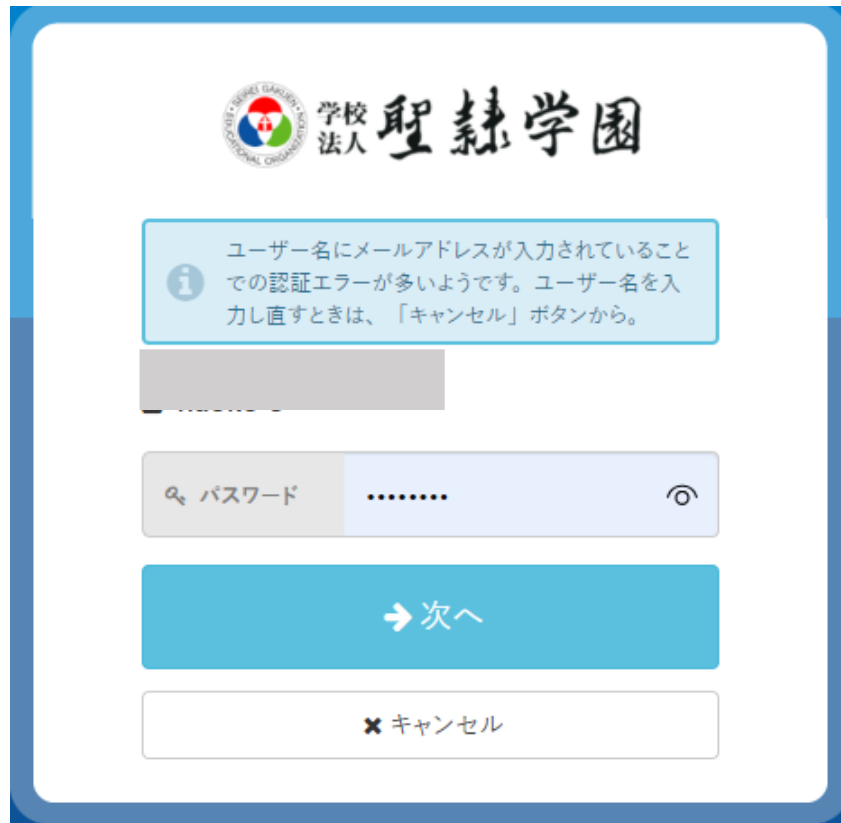 SEIREI GAKUEN
EDUCATIONAL ORGANIZATION
学校法人 聖隷学園
ユーザー名にメールアドレスが入力されていること
での認証エラーが多いようです。ユーザー名を入
力し直すときは、「キャンセル」ボタンから。
パスワード ••••••••
次へ
キャンセル